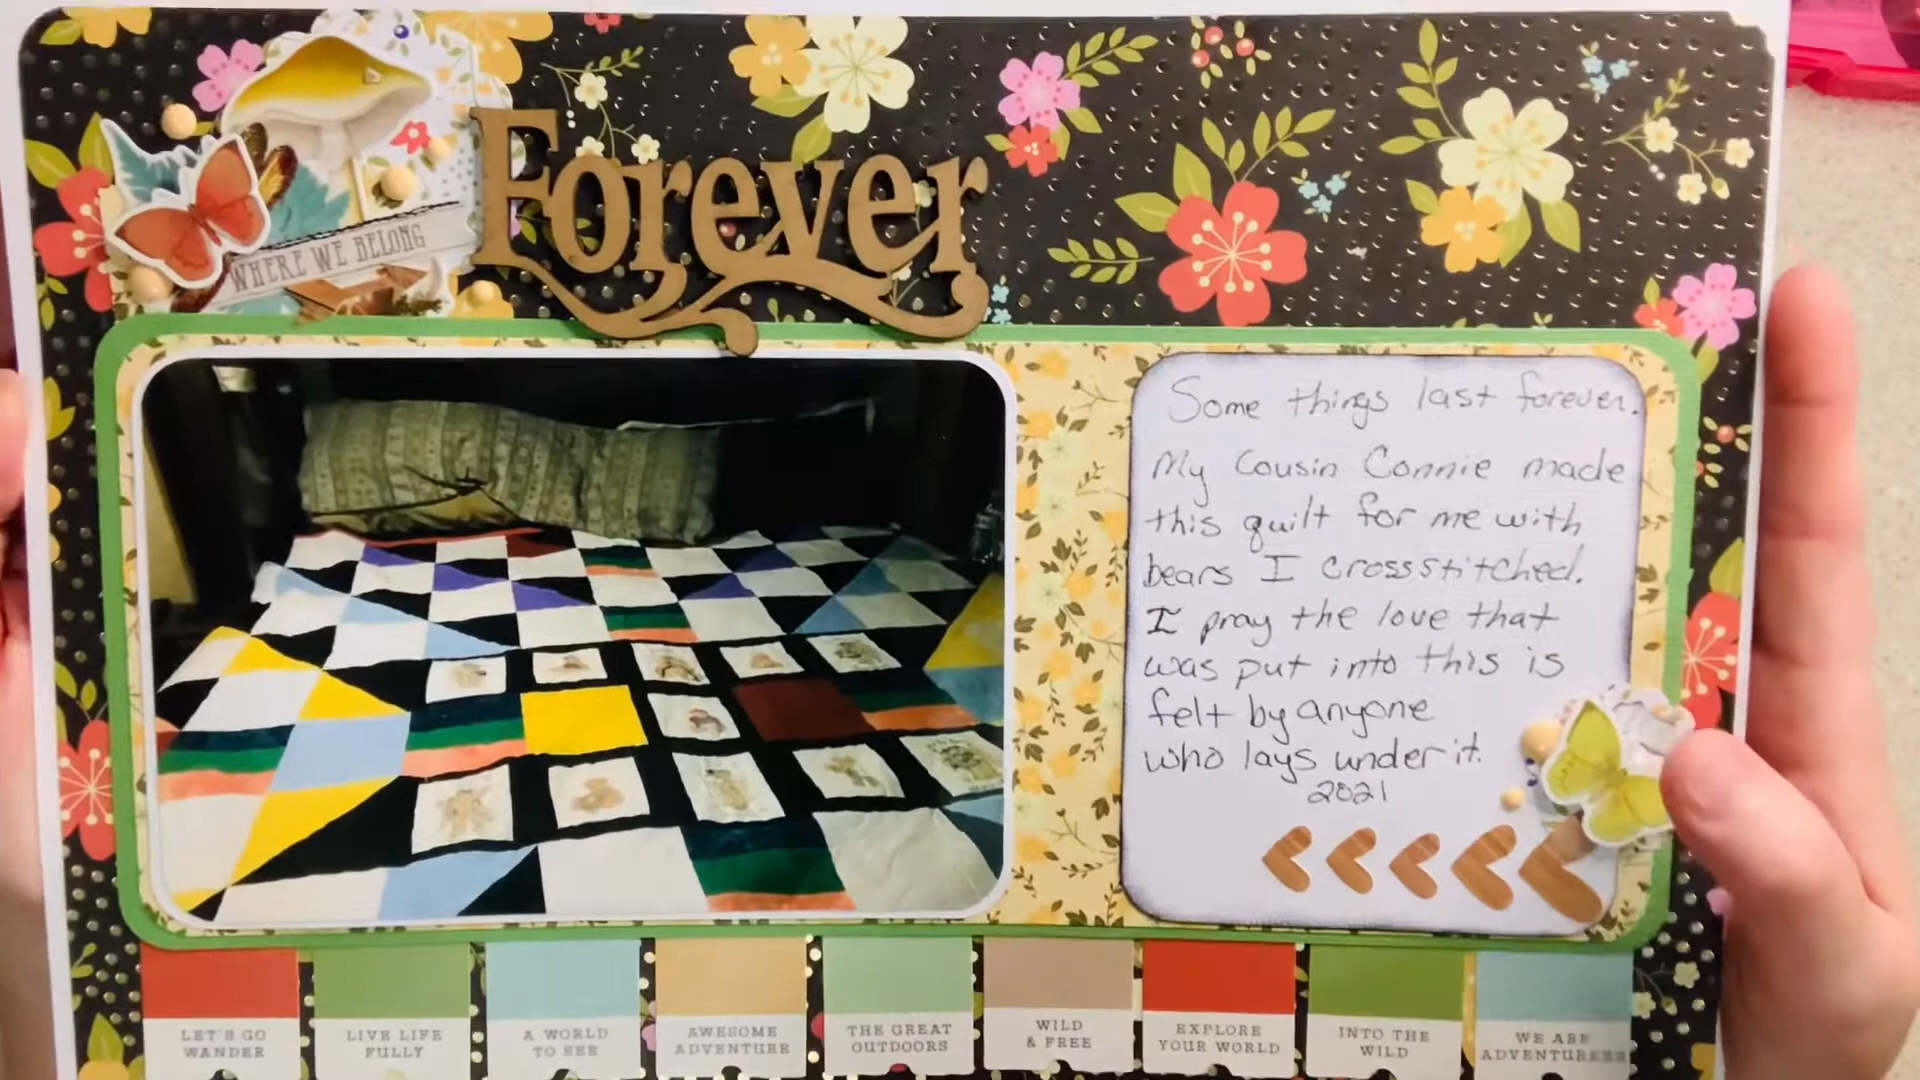 Forever
WHERE WE BELONG
Some things last forever.
My Cousin Connie made
this quilt for me with
bears I crossstitched.
I pray the love that
was put into this is
felt by anyone
who lays under it.
2021
LET'S GO
WANDER
LIVE LIFE
FULLY
A WORLD
TO SEE
AWESOME
ADVENTURE
THE GREAT
OUTDOORS
WILD
& FREE
EXPLORE
YOUR WORLD
INTO THE
WILD
WE ARE
ADVENTURERS